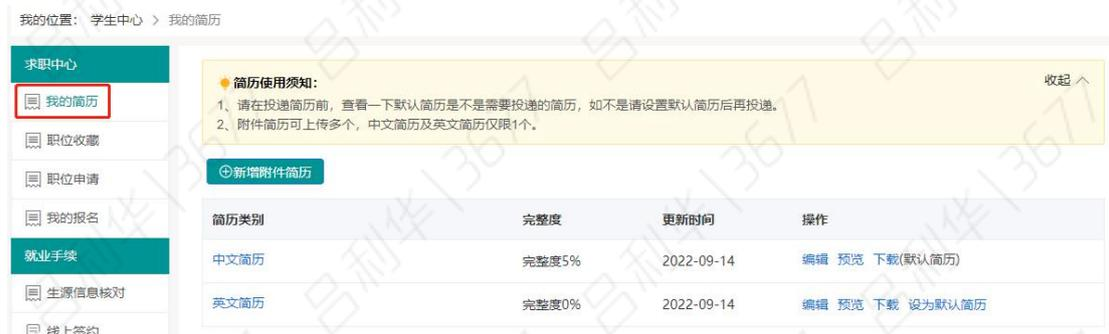 我的位置： 学生中心 > 我的简历
求职中心
我的简历
职位收藏
职位申请
我的报名
就业手续
生源信息核对
线上签约
简历使用须知：
收起
1、请在投递简历前，查看一下默认简历是不是需要投递的简历，如不是请设置默认简历后再投递。
2、附件简历可上传多个，中文简历及英文简历仅限1个。
新增附件简历
简历类别 完整度 更新时间 操作
中文简历 完整度5% 2022-09-14 编辑 预览 下载(默认简历)
英文简历 完整度0% 2022-09-14 编辑 预览 下载 设为默认简历
吕利华 | 3677